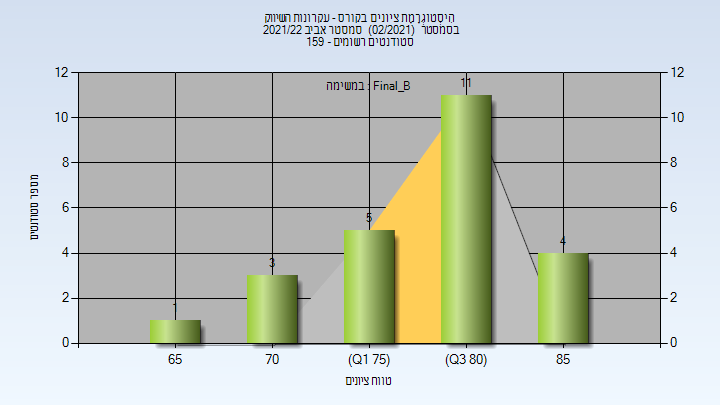 היסטוגרמת ציונים בקורס - עקרונות השיווק
בסמסטר (02/2021) סמסטר אביב 2021/22
סטודנטים רשומים - 159
במשימה : Final_B
מספר סטודנטים
12
10
8
6
4
2
0
12
10
8
6
4
2
0
1
3
5
11
4
65
70
(Q1 75)
(Q3 80)
85
טווח ציונים